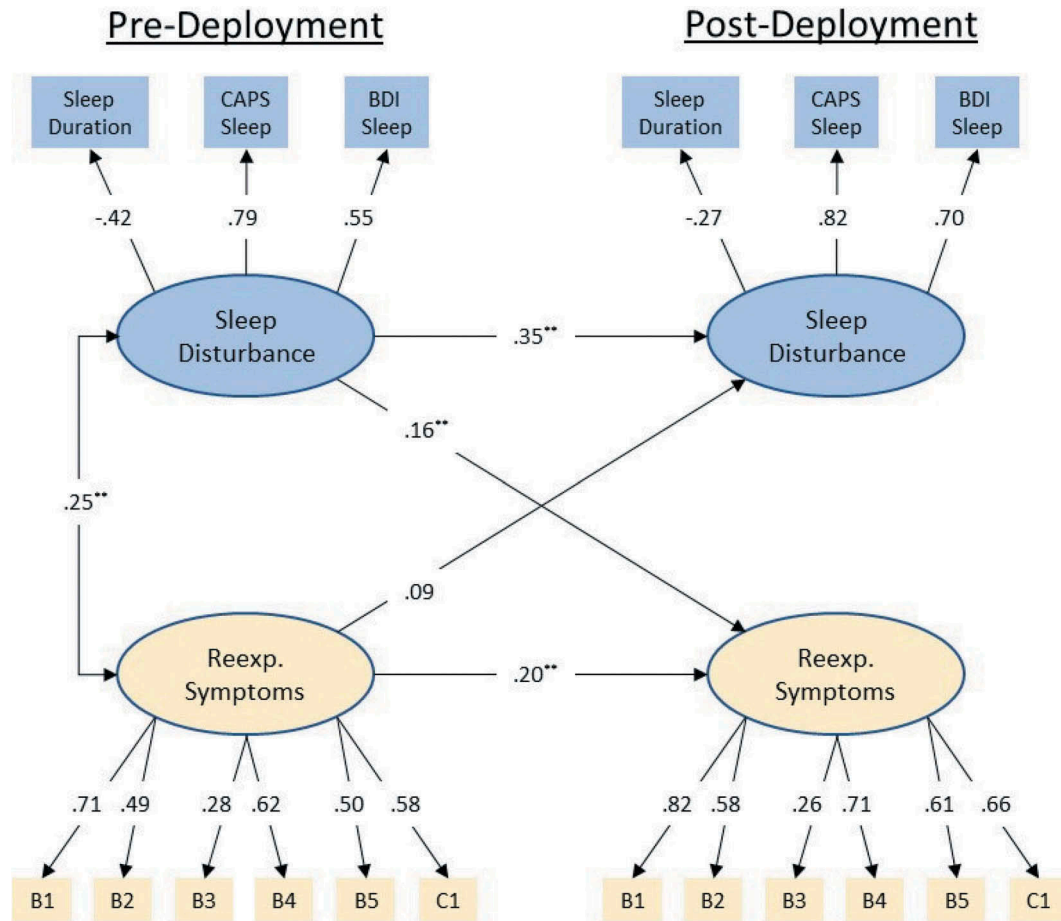 Pre-Deployment
Post-Deployment
Sleep
Duration
CAPS
Sleep
BDI
Sleep
Sleep
Duration
CAPS
Sleep
BDI
Sleep
-.42
.79
.55
-.27
.82
.70
Sleep
Disturbance
.35**
Sleep
Disturbance
.16**
.25**
.09
Reexp.
Symptoms
.20**
Reexp.
Symptoms
.71
.49
.28
.62
.50
.58
.82
.58
.26
.71
.61
.66
B1
B2
B3
B4
B5
C1
B1
B2
B3
B4
B5
C1